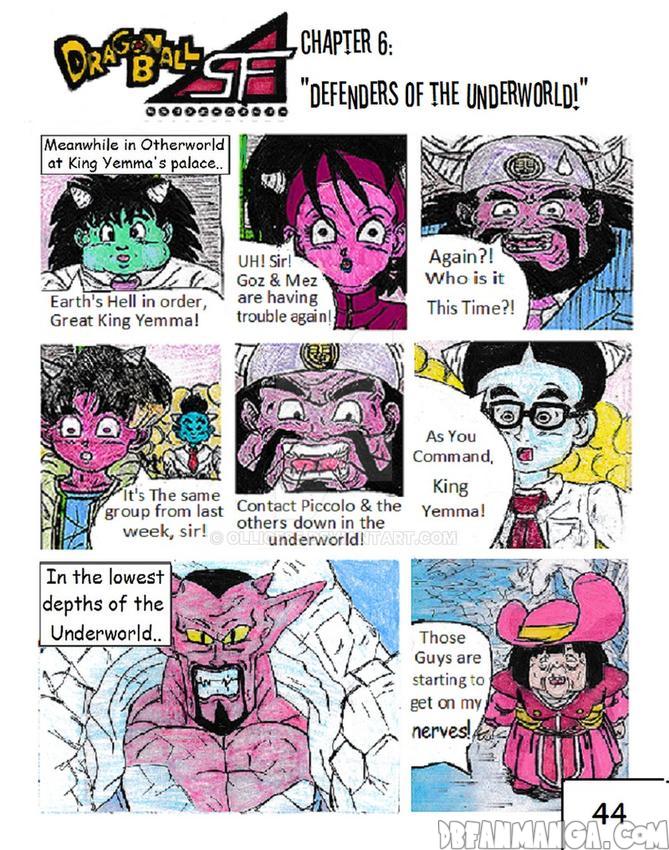 DRAGON BALL SF
CHAPTER 6:
"DEFENDERS OF THE UNDERWORLD!"
Meanwhile in Otherworld
at King Yemma's palace..
Earth's Hell in order,
Great King Yemma!
UH! Sir!
Goz & Mez
are having
trouble again!
Again?!
Who is it
This Time?!
It's The same
group from last
week, sir!
Contact Piccolo & the
others down in the
underworld!
As You
Command,
King
Yemma!
In the lowest
depths of the
Underworld..
Those
Guys are
starting to
get on my
nerves!
44
DBFANMANGA.COM